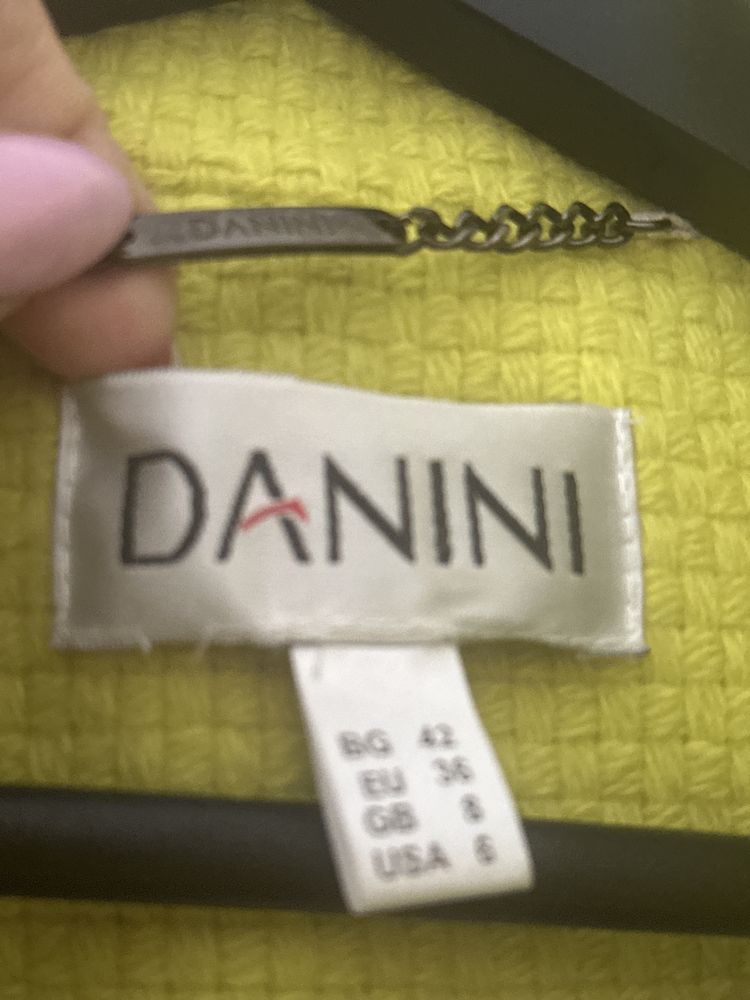 DANINI
DANINI
BG 42
EU 36
GB 8
USA 6